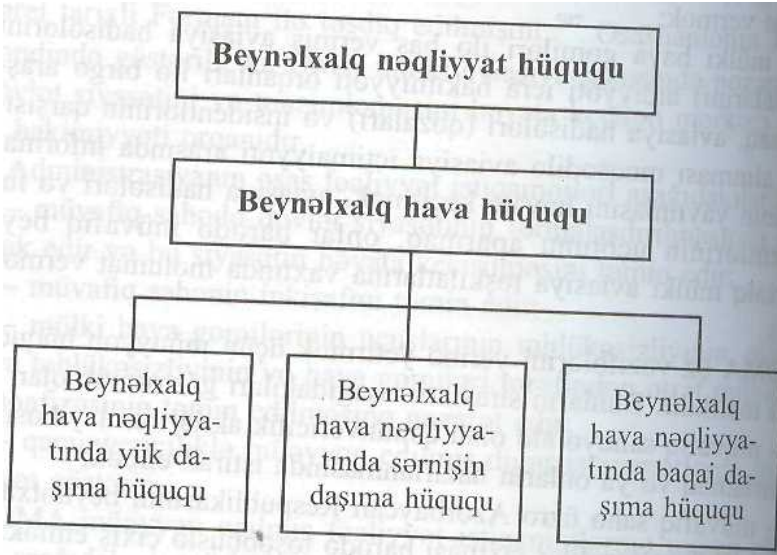 Beynəlxalq nəqliyyat hüququ
Beynəlxalq hava hüququ
Beynəlxalq
hava nəqliyya-
tında yük da-
şıma hüququ
Beynəlxalq
hava nəqliyya-
tında sərnişin
daşıma hüququ
Beynəlxalq
hava nəqliyya-
tında baqaj da-
şıma hüququ